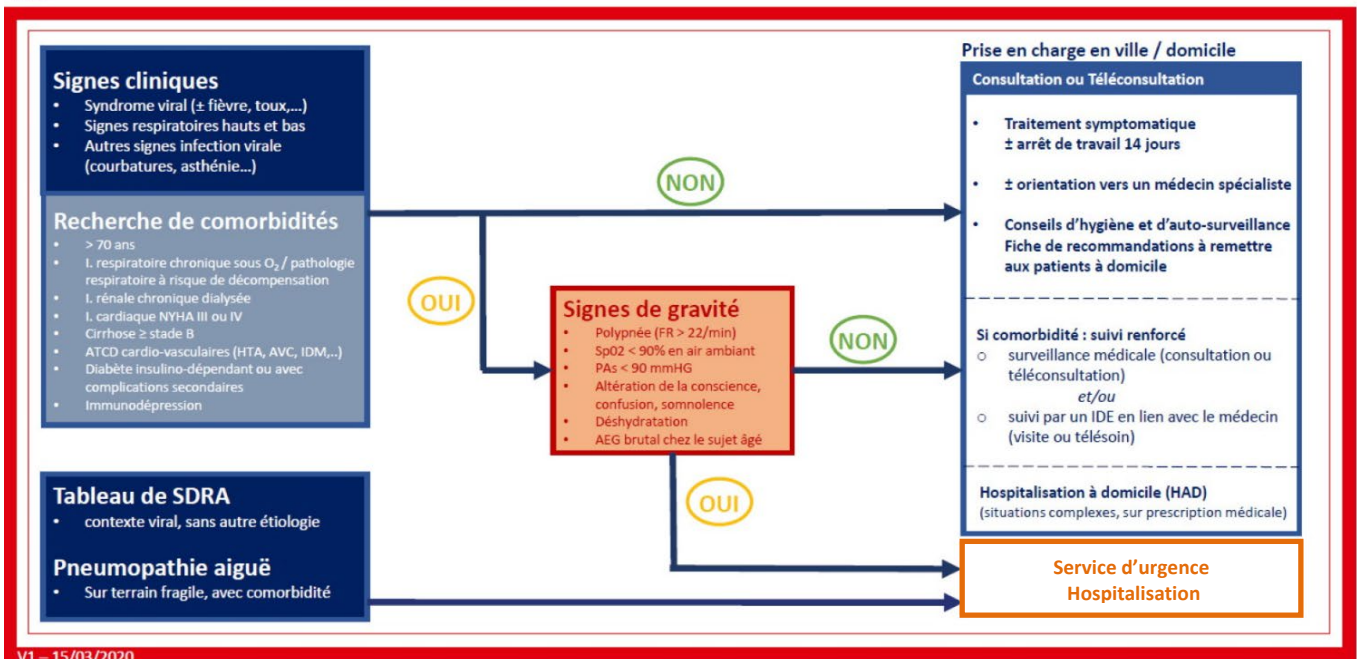 Signes cliniques
• Syndrome viral (± fièvre, toux,...)
• Signes respiratoires hauts et bas
• Autres signes infection virale
(courbatures, asthénie...)
Recherche de comorbidités
• > 70 ans
• I. respiratoire chronique sous O₂ / pathologie
respiratoire à risque de décompensation
• I. rénale chronique dialysée
• I. cardiaque NYHA III ou IV
• Cirrhose ≥ stade B
• ATCD cardio-vasculaires (HTA, AVC, IDM,..)
• Diabète insulino-dépendant ou avec
complications secondaires
• Immunodépression
Tableau de SDRA
• contexte viral, sans autre étiologie
Pneumopathie aiguë
• Sur terrain fragile, avec comorbidité
NON
OUI
Signes de gravité
• Polypnée (FR > 22/min)
• Sp02 < 90% en air ambiant
• PAs < 90 mmHG
• Altération de la conscience,
confusion, somnolence
• Déshydratation
• AEG brutal chez le sujet âgé
NON
OUI
Prise en charge en ville / domicile
Consultation ou Téléconsultation
• Traitement symptomatique
± arrêt de travail 14 jours
• ± orientation vers un médecin spécialiste
• Conseils d'hygiène et d'auto-surveillance
Fiche de recommandations à remettre
aux patients à domicile
Si comorbidité : suivi renforcé
o surveillance médicale (consultation ou
téléconsultation)
et/ou
o suivi par un IDE en lien avec le médecin
(visite ou télésoin)
Hospitalisation à domicile (HAD)
(situations complexes, sur prescription médicale)
Service d'urgence
Hospitalisation
V1 – 15/03/2020